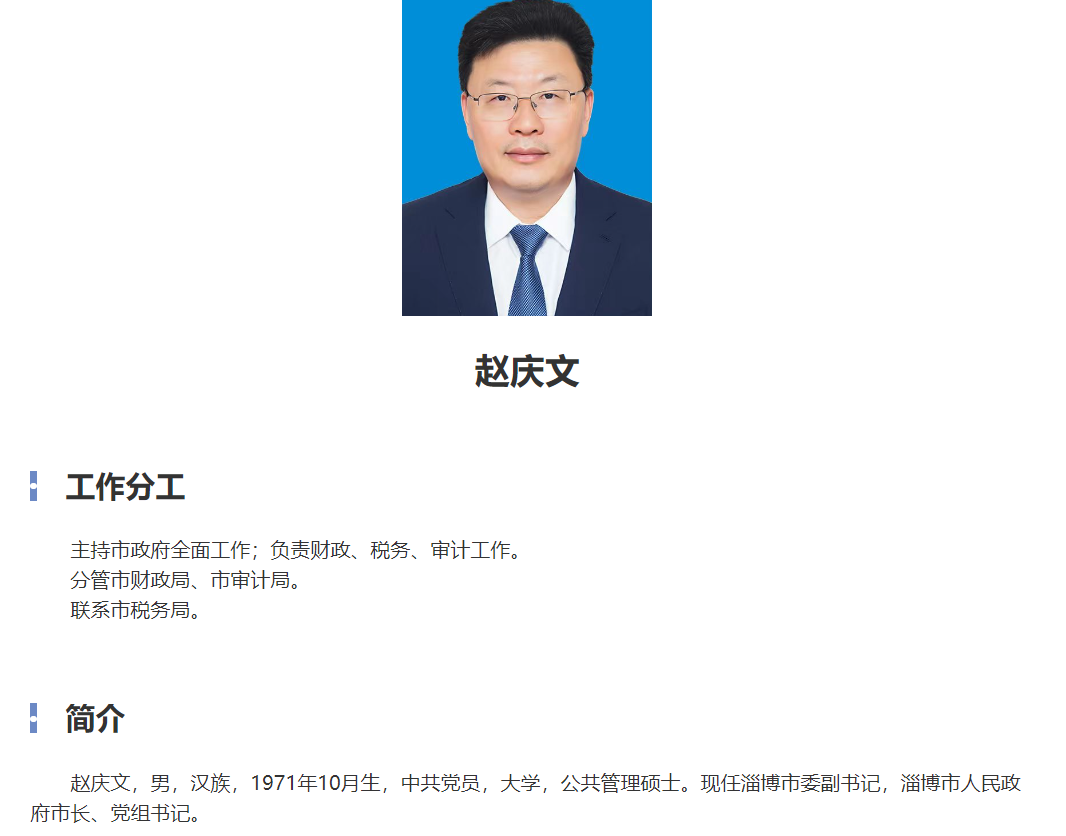 赵庆文
工作分工
主持市政府全面工作；负责财政、税务、审计工作。
分管市财政局、市审计局。
联系市税务局。
简介
赵庆文，男，汉族，1971年10月生，中共党员，大学，公共管理硕士。现任淄博市委副书记，淄博市人民政
府市长、党组书记。